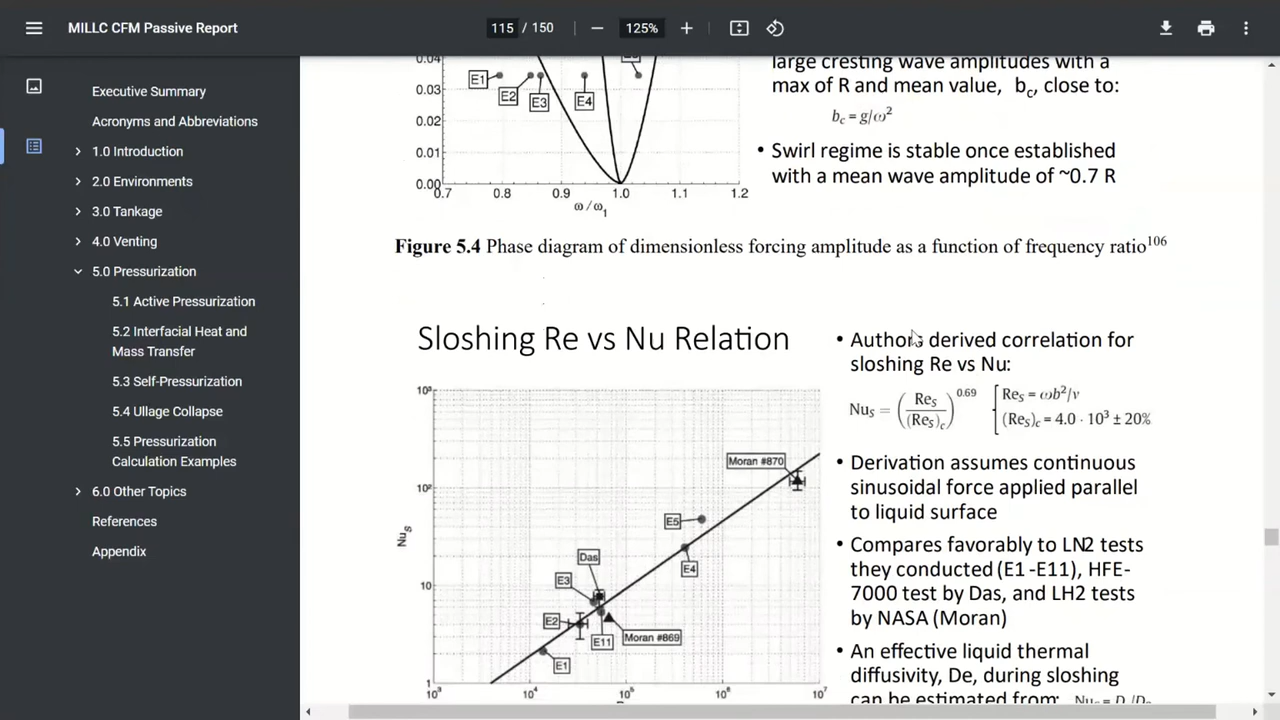 MILLC CFM Passive Report
115 / 150
125%
Executive Summary
Acronyms and Abbreviations
1.0 Introduction
2.0 Environments
3.0 Tankage
4.0 Venting
5.0 Pressurization
5.1 Active Pressurization
5.2 Interfacial Heat and
Mass Transfer
5.3 Self-Pressurization
5.4 Ullage Collapse
5.5 Pressurization
Calculation Examples
6.0 Other Topics
References
Appendix
0.04
0.03
0.02
0.01
0.00
0.7 0.8 0.9 1.0 1.1 1.2
ω/ω1
E1
E2
E3
E4
large cresting wave amplitudes with a
max of R and mean value, bc, close to:
bc = g/ω²
• Swirl regime is stable once established
with a mean wave amplitude of ~0.7 R
Figure 5.4 Phase diagram of dimensionless forcing amplitude as a function of frequency ratio106
Sloshing Re vs Nu Relation
10³
10²
10
1
NuS
10³ 10⁴ 10⁵ 10⁶ 10⁷
Moran #870
E5
Das
E4
E3
E2
E11
Moran #669
E1
• Authors derived correlation for
sloshing Re vs Nu:
NuS = (ReS / (ReS)c)^0.69 [ ReS = ωb²/ν
(ReS)c = 4.0 · 10³ ± 20%
• Derivation assumes continuous
sinusoidal force applied parallel
to liquid surface
• Compares favorably to LN2 tests
they conducted (E1 -E11), HFE-
7000 test by Das, and LH2 tests
by NASA (Moran)
• An effective liquid thermal
diffusivity, De, during sloshing
can be estimated from: